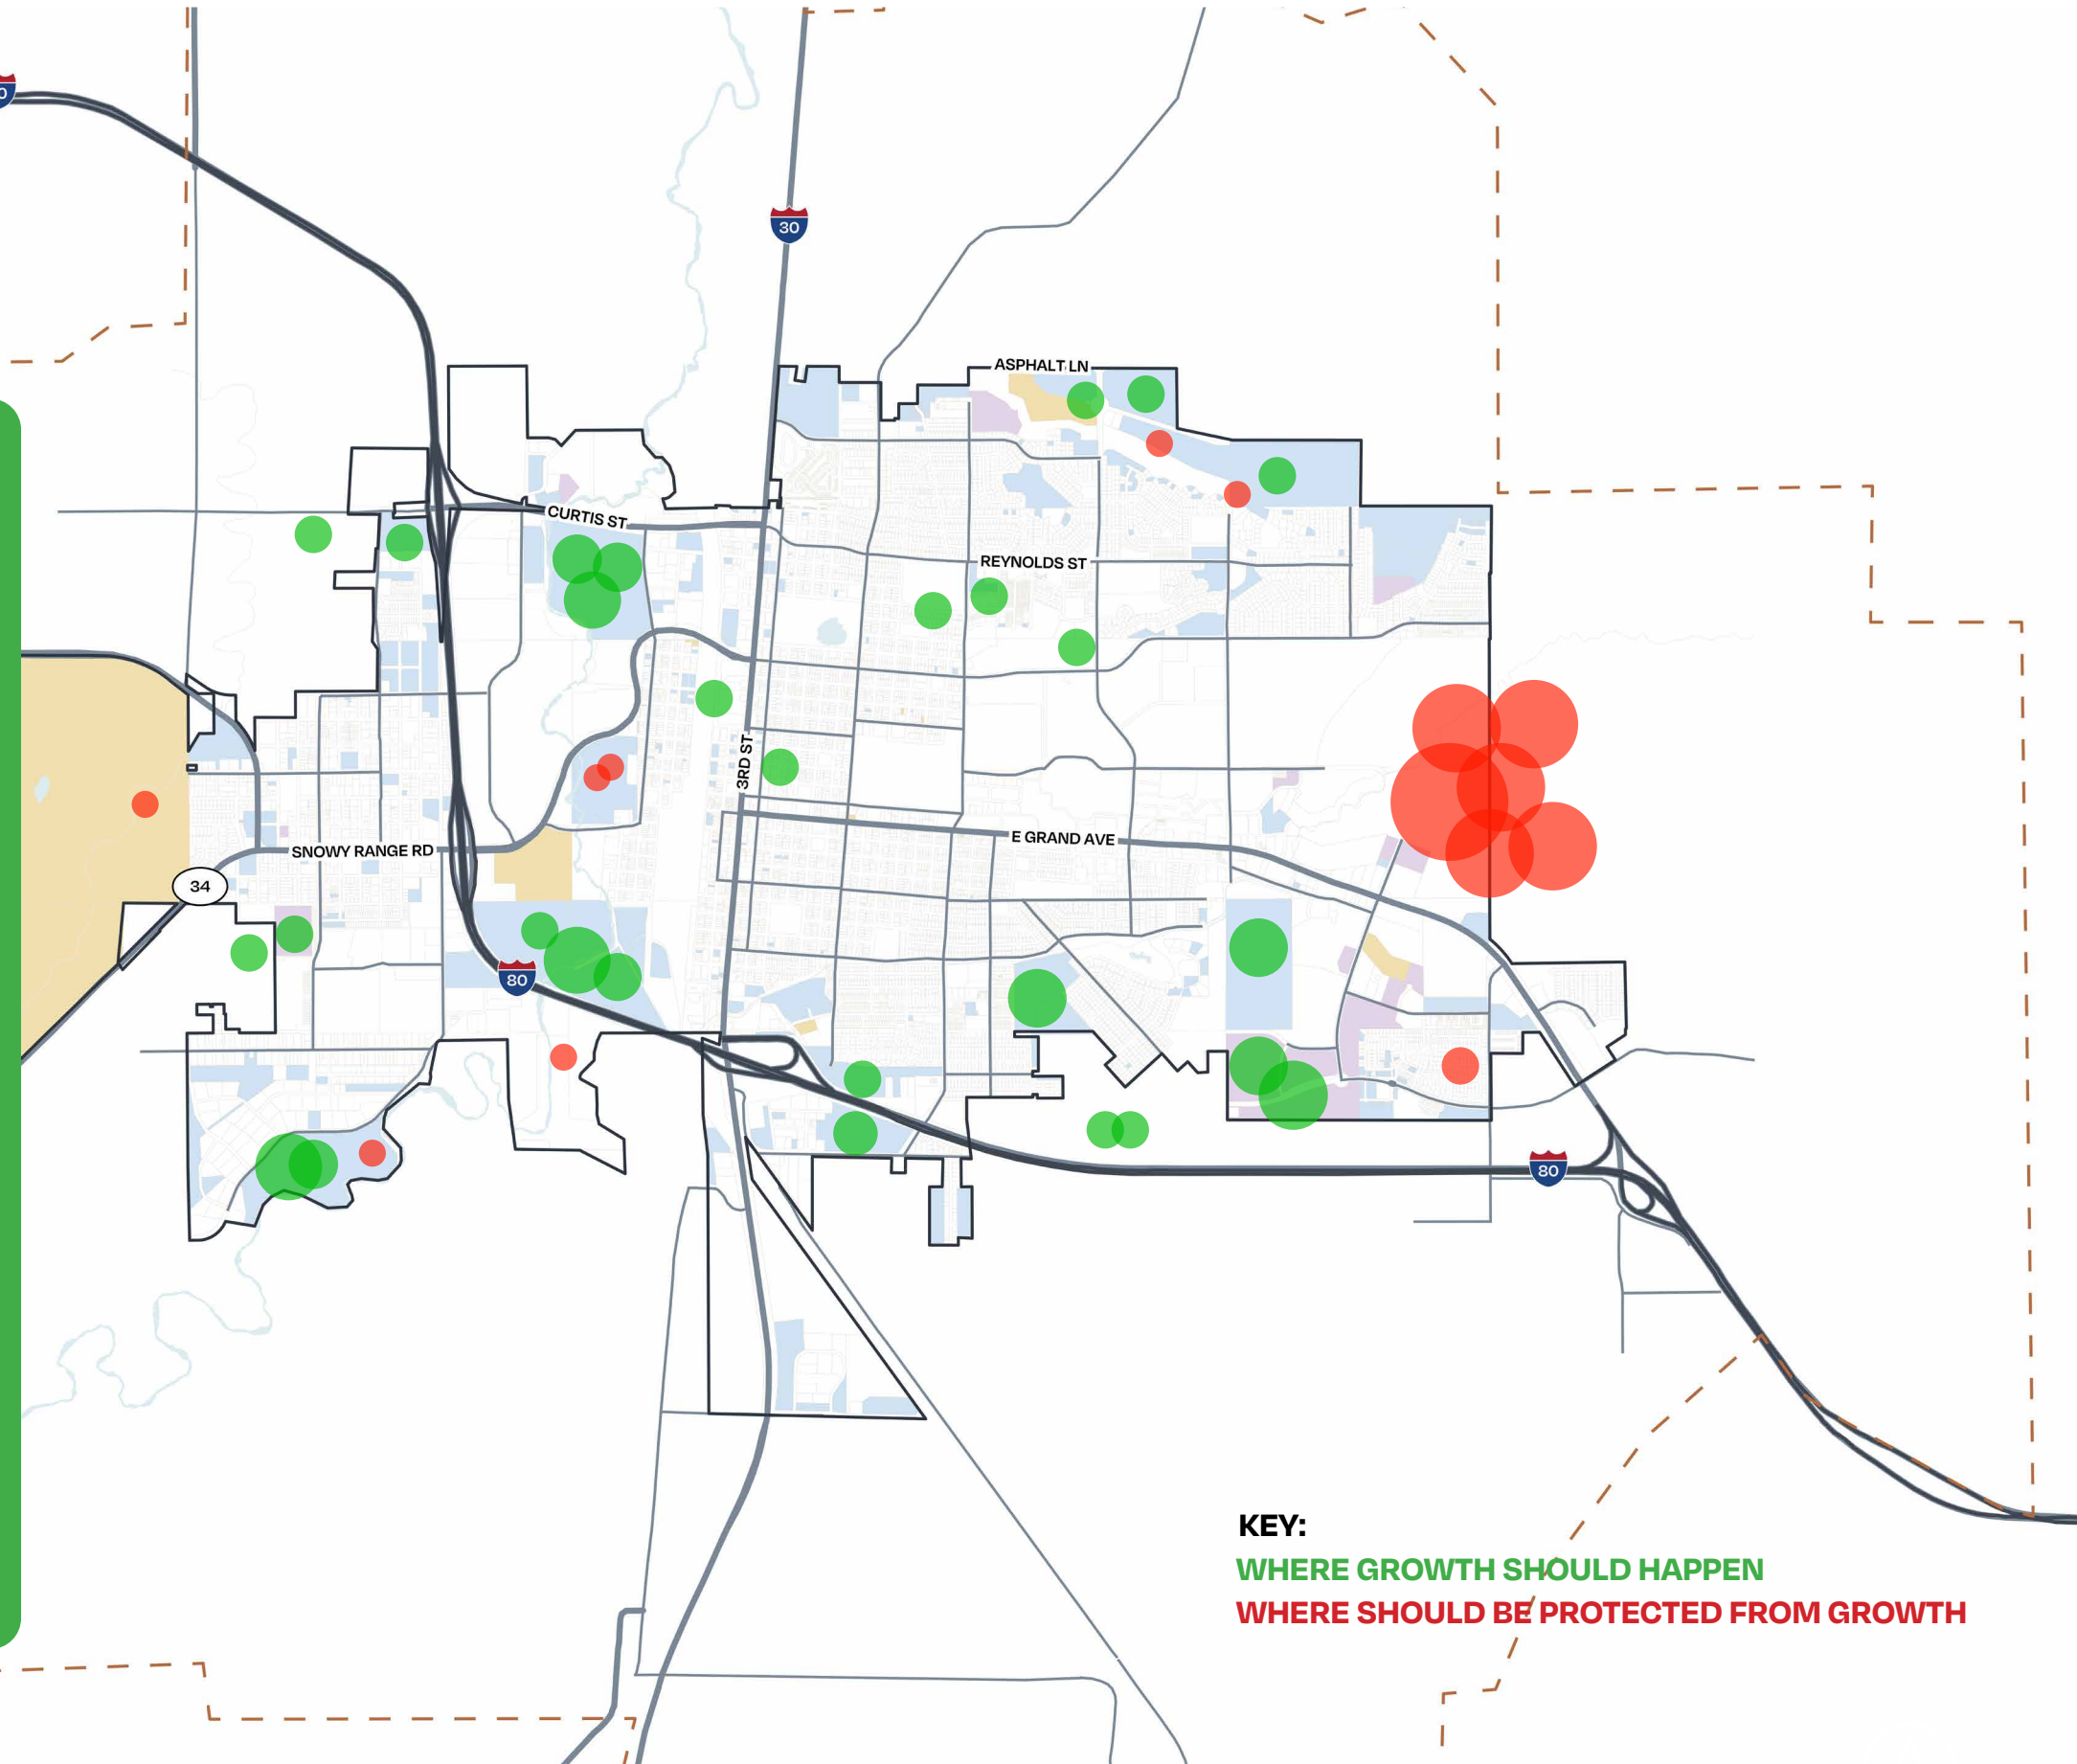 0
30
ASPHALT LN
CURTIS ST
REYNOLDS ST
3RD ST
E GRAND AVE
SNOWY RANGE RD
34
80
80
KEY:
WHERE GROWTH SHOULD HAPPEN
WHERE SHOULD BE PROTECTED FROM GROWTH